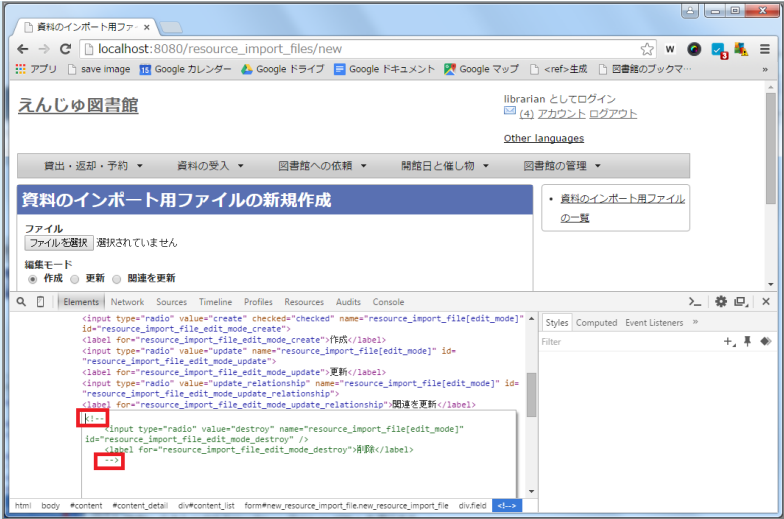 資料のインポート用ファー ×
localhost:8080/resource_import_files/new
アプリ save image Google カレンダー Google ドライブ Google ドキュメント Google マップ <ref>生成 図書館のブックマ… »
えんじゅ図書館
librarian としてログイン
(4) アカウント ログアウト
Other languages
貸出・返却・予約 ▼ 資料の受入 ▼ 図書館への依頼 ▼ 開館日と催し物 ▼ 図書館の管理 ▼
資料のインポート用ファイルの新規作成
・ 資料のインポート用ファイル
の一覧
ファイル
ファイルを選択 選択されていません
編集モード
作成 更新 関連を更新
Elements Network Sources Timeline Profiles Resources Audits Console
<input type="radio" value="create" checked="checked" name="resource_import_file[edit_mode]"
id="resource_import_file_edit_mode_create">
<label for="resource_import_file_edit_mode_create">作成</label>
<input type="radio" value="update" name="resource_import_file[edit_mode]" id=
"resource_import_file_edit_mode_update">
<label for="resource_import_file_edit_mode_update">更新</label>
<input type="radio" value="update_relationship" name="resource_import_file[edit_mode]" id=
"resource_import_file_edit_mode_update_relationship">
<label for="resource_import_file_edit_mode_update_relationship">関連を更新</label>
<!--
<input type="radio" value="destroy" name="resource_import_file[edit_mode]"
id="resource_import_file_edit_mode_destroy" />
<label for="resource_import_file_edit_mode_destroy">削除</label>
-->
Styles Computed Event Listeners »
Filter
html body #content #content_detail div#content_list form#new_resource_import_file.new_resource_import_file div.field <!-->